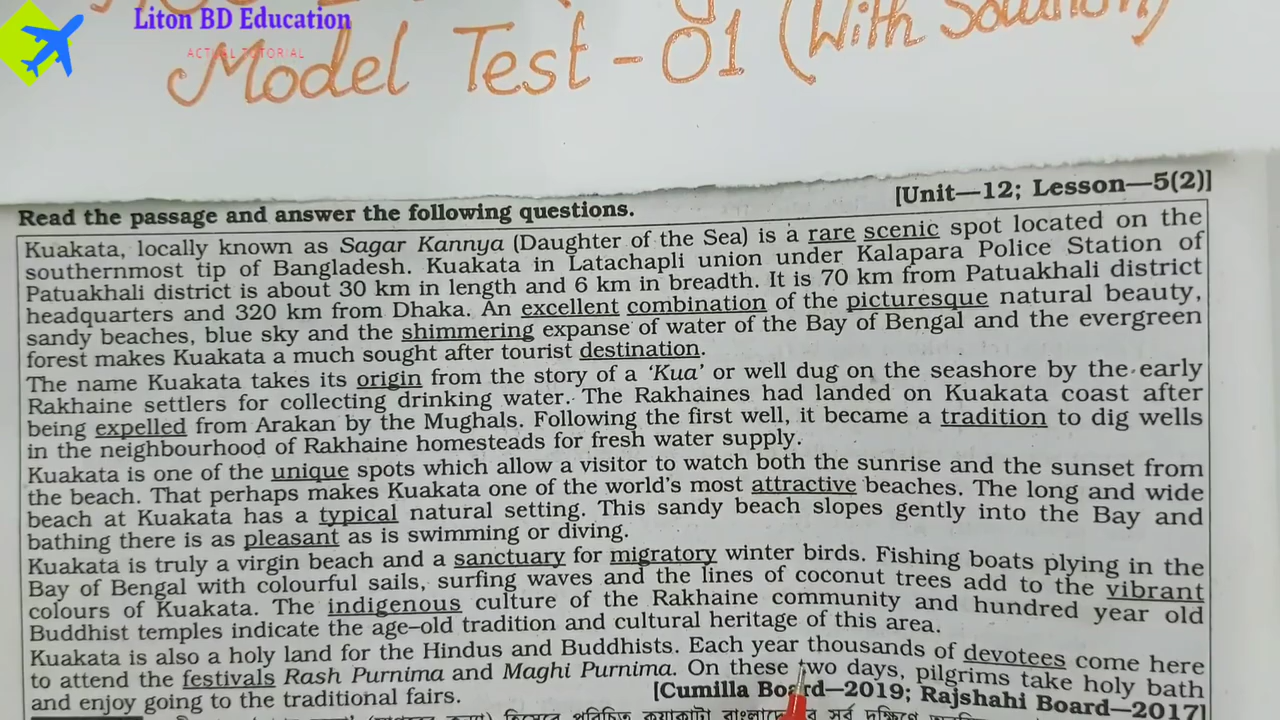 Liton BD Education
ACTUAL TUTORIAL
Model Test - 01 (With Solution)
[Unit—12; Lesson—5(2)]
Read the passage and answer the following questions.
Kuakata, locally known as Sagar Kannya (Daughter of the Sea) is a rare scenic spot located on the
southernmost tip of Bangladesh. Kuakata in Latachapli union under Kalapara Police Station of
Patuakhali district is about 30 km in length and 6 km in breadth. It is 70 km from Patuakhali district
headquarters and 320 km from Dhaka. An excellent combination of the picturesque natural beauty,
sandy beaches, blue sky and the shimmering expanse of water of the Bay of Bengal and the evergreen
forest makes Kuakata a much sought after tourist destination.
The name Kuakata takes its origin from the story of a ‘Kua’ or well dug on the seashore by the early
Rakhaine settlers for collecting drinking water. The Rakhaines had landed on Kuakata coast after
being expelled from Arakan by the Mughals. Following the first well, it became a tradition to dig wells
in the neighbourhood of Rakhaine homesteads for fresh water supply.
Kuakata is one of the unique spots which allow a visitor to watch both the sunrise and the sunset from
the beach. That perhaps makes Kuakata one of the world's most attractive beaches. The long and wide
beach at Kuakata has a typical natural setting. This sandy beach slopes gently into the Bay and
bathing there is as pleasant as is swimming or diving.
Kuakata is truly a virgin beach and a sanctuary for migratory winter birds. Fishing boats plying in the
Bay of Bengal with colourful sails, surfing waves and the lines of coconut trees add to the vibrant
colours of Kuakata. The indigenous culture of the Rakhaine community and hundred year old
Buddhist temples indicate the age–old tradition and cultural heritage of this area.
Kuakata is also a holy land for the Hindus and Buddhists. Each year thousands of devotees come here
to attend the festivals Rash Purnima and Maghi Purnima. On these two days, pilgrims take holy bath
and enjoy going to the traditional fairs.
[Cumilla Board—2019; Rajshahi Board—2017]